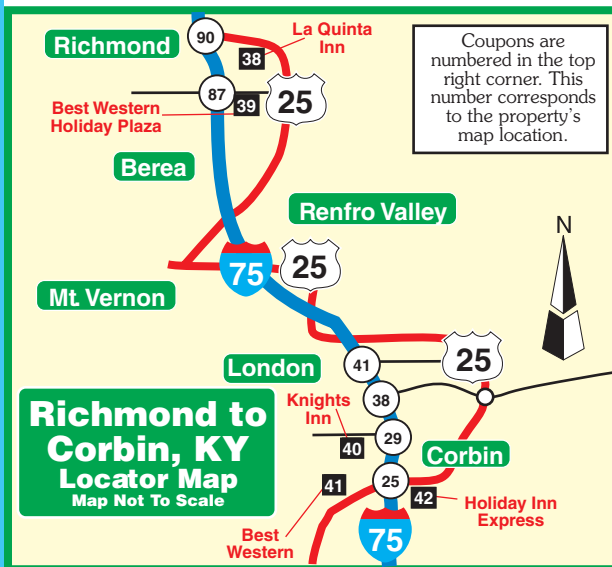 Richmond
90
La Quinta
Inn
38
Coupons are
numbered in the top
right corner. This
number corresponds
to the property's
map location.
87
39
25
Best Western
Holiday Plaza
Berea
Renfro Valley
N
75
25
Mt. Vernon
London
41
25
38
Richmond to
Corbin, KY
Locator Map
Map Not To Scale
Knights
Inn
40
29
Corbin
41
25
42
Holiday Inn
Express
Best
Western
75